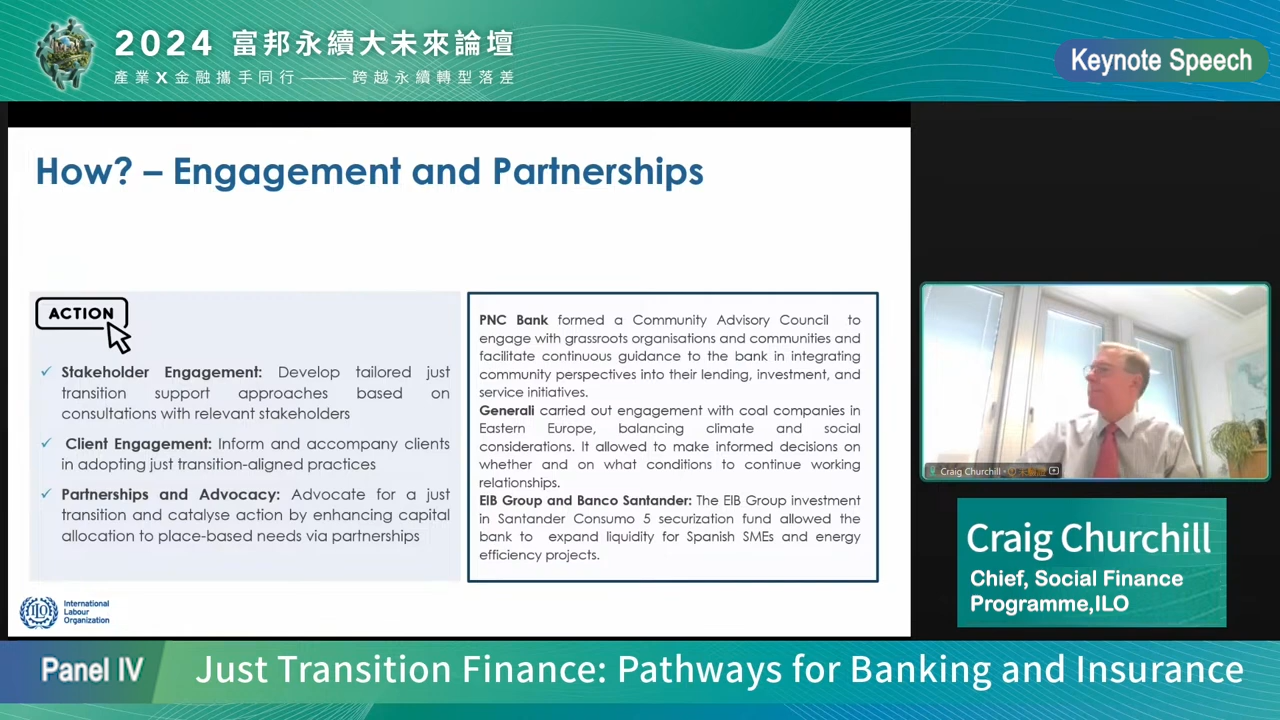 2024 富邦永續大未來論壇
產業X金融攜手同行——跨越永續轉型落差
Keynote Speech
How? – Engagement and Partnerships
ACTION
✓ Stakeholder Engagement: Develop tailored just
transition support approaches based on
consultations with relevant stakeholders
✓ Client Engagement: Inform and accompany clients
in adopting just transition-aligned practices
✓ Partnerships and Advocacy: Advocate for a just
transition and catalyse action by enhancing capital
allocation to place-based needs via partnerships
PNC Bank formed a Community Advisory Council to
engage with grassroots organisations and communities and
facilitate continuous guidance to the bank in integrating
community perspectives into their lending, investment, and
service initiatives.
Generali carried out engagement with coal companies in
Eastern Europe, balancing climate and social
considerations. It allowed to make informed decisions on
whether and on what conditions to continue working
relationships.
EIB Group and Banco Santander: The EIB Group investment
in Santander Consumo 5 securization fund allowed the
bank to expand liquidity for Spanish SMEs and energy
efficiency projects.
International
Labour
Organization
Craig Churchill
Craig Churchill
Chief, Social Finance
Programme,ILO
Panel IV
Just Transition Finance: Pathways for Banking and Insurance